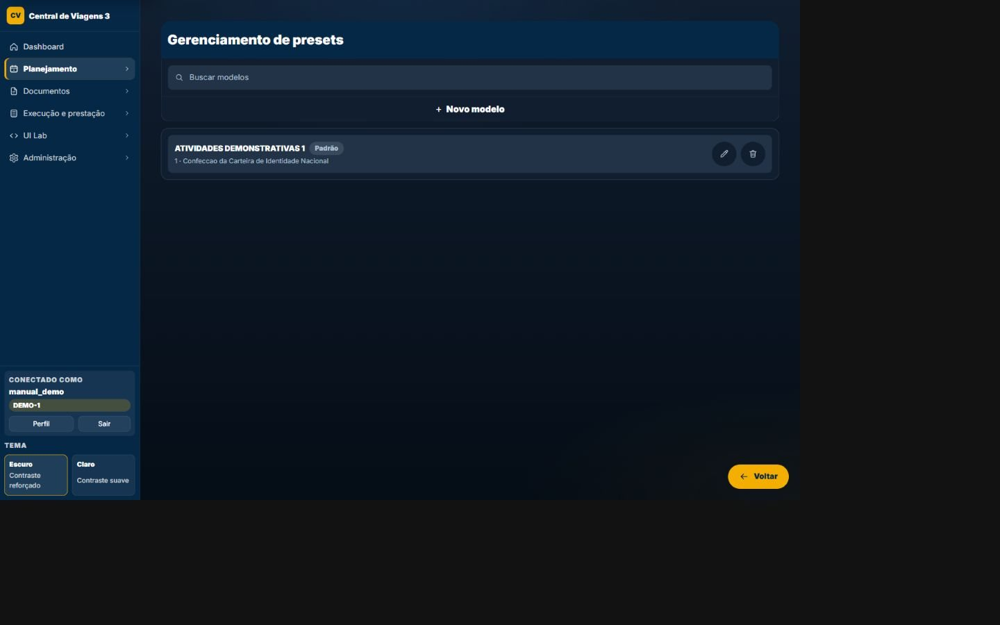 CV Central de Viagens 3
Dashboard
Planejamento
Documentos
Execução e prestação
UI Lab
Administração
CONECTADO COMO
manual_demo
DEMO-1
Perfil Sair
TEMA
Escuro
Contraste
reforçado
Claro
Contraste suave
Gerenciamento de presets
Buscar modelos
+ Novo modelo
ATIVIDADES DEMONSTRATIVAS 1 Padrão
1 · Confeccao da Carteira de Identidade Nacional
← Voltar